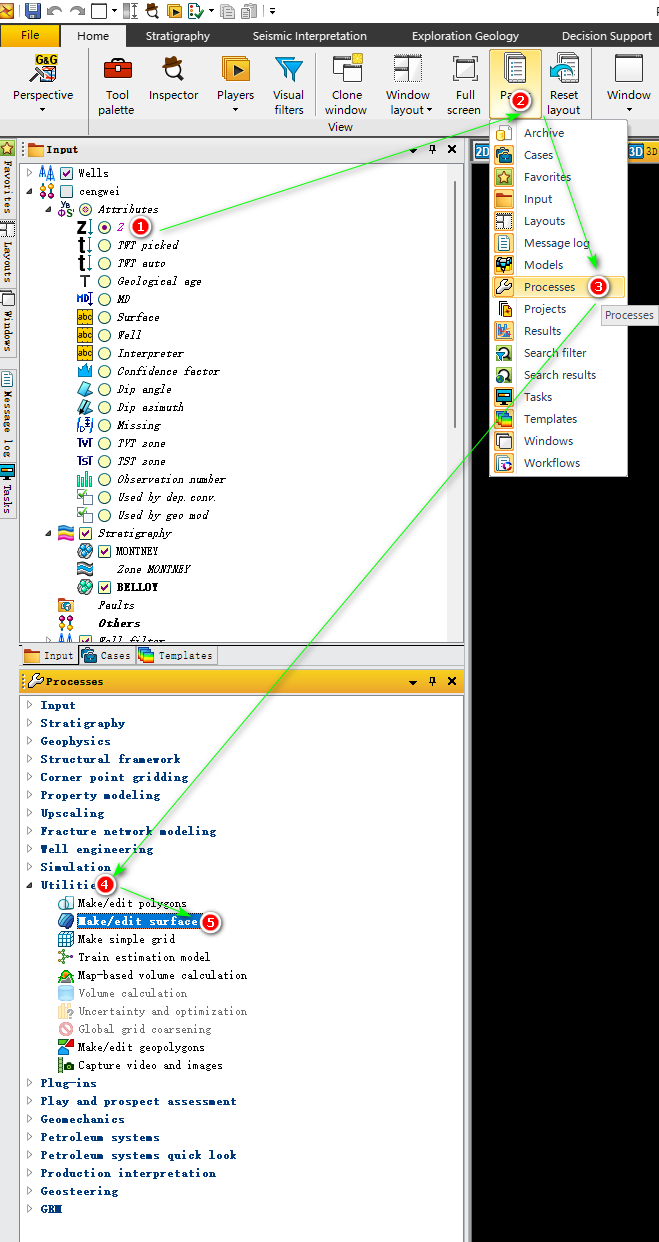 File Home Stratigraphy Seismic Interpretation Exploration Geology Decision Support
G&G
Perspective
Tool palette
Inspector
Players
Visual filters
Clone window
Window layout
Full screen
Pa
2
Reset layout
Window
View
Favorites
Layouts
Windows
Message log
Tasks
Input
Wells
cengwei
Attributes
Z
1
TWT picked
TWT auto
Geological age
MD
Surface
Well
Interpreter
Confidence factor
Dip angle
Dip azimuth
Missing
TVT zone
TST zone
Observation number
Used by dep.conv.
Used by geo mod
Stratigraphy
MONTNEY
Zone MONTNEY
BELLOY
Faults
Others
Well filter
Input Cases Templates
2D
3D 3D
Archive
Cases
Favorites
Input
Layouts
Message log
Models
Processes 3
Processes
Projects
Results
Search filter
Search results
Tasks
Templates
Windows
Workflows
Processes
Input
Stratigraphy
Geophysics
Structural framework
Corner point gridding
Property modeling
Upscaling
Fracture network modeling
Well engineering
Simulation
Utilitie 4
Make/edit polygons
Make/edit surface 5
Make simple grid
Train estimation model
Map-based volume calculation
Volume calculation
Uncertainty and optimization
Global grid coarsening
Make/edit geopolygons
Capture video and images
Plug-ins
Play and prospect assessment
Geomechanics
Petroleum systems
Petroleum systems quick look
Production interpretation
Geosteering
GRM